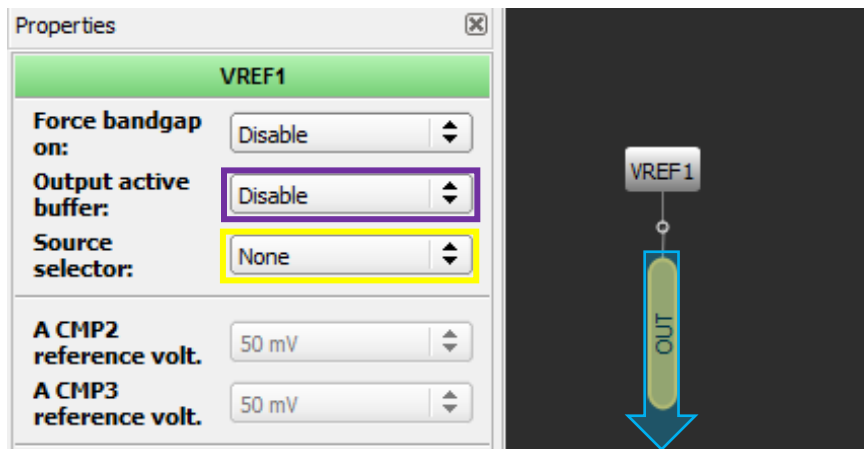 Properties
VREF1
Force bandgap
on:
Disable
Output active
buffer:
Disable
Source
selector:
None
A CMP2
reference volt.
50 mV
A CMP3
reference volt.
50 mV
VREF1
OUT